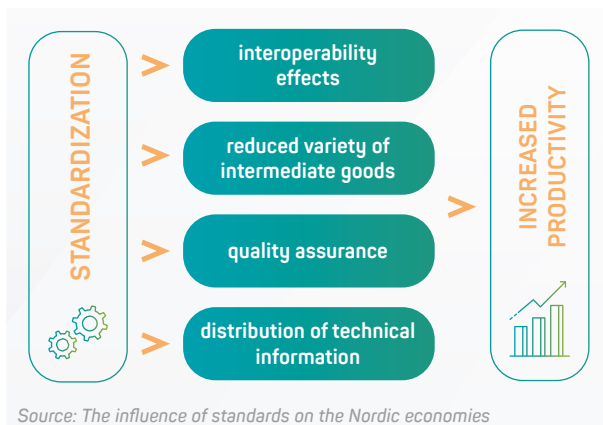 STANDARDIZATION
>
interoperability
effects
>
reduced variety of
intermediate goods
>
quality assurance
>
distribution of technical
information
>
INCREASED
PRODUCTIVITY
Source: The influence of standards on the Nordic economies